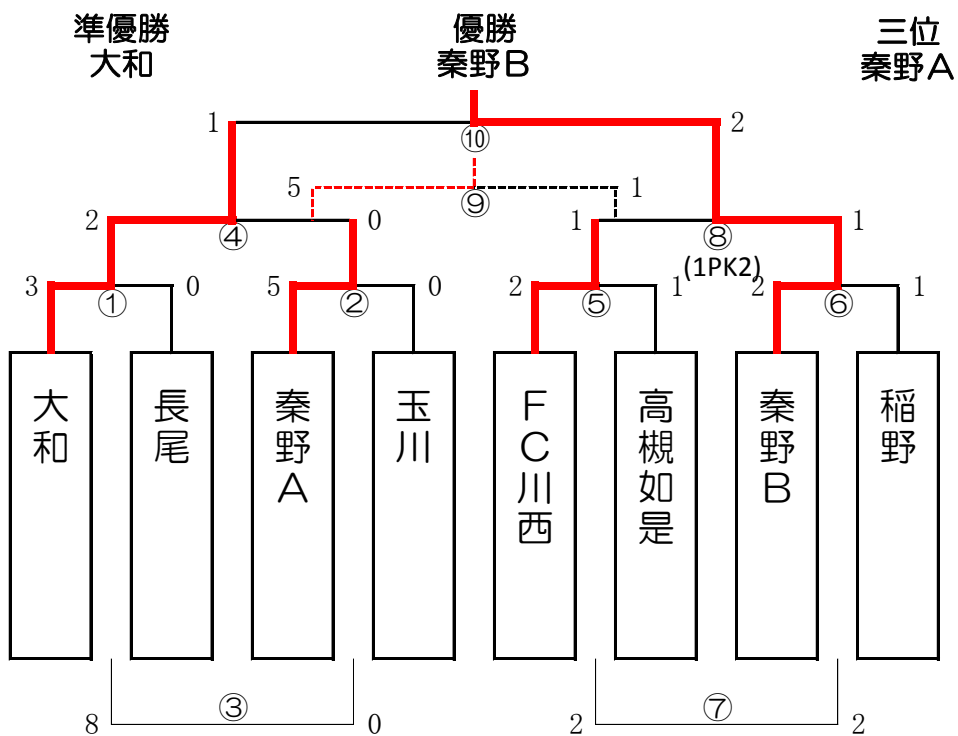 準優勝
大和
優勝
秦野B
三位
秦野A
1
⑩
2
5
⑨
1
2
④
0
1
⑧
1
(1PK2)
3
①
0
5
②
0
2
⑤
1
2
⑥
1
大和
長尾
秦野A
玉川
FC川西
高槻如是
秦野B
稲野
8
③
0
2
⑦
2